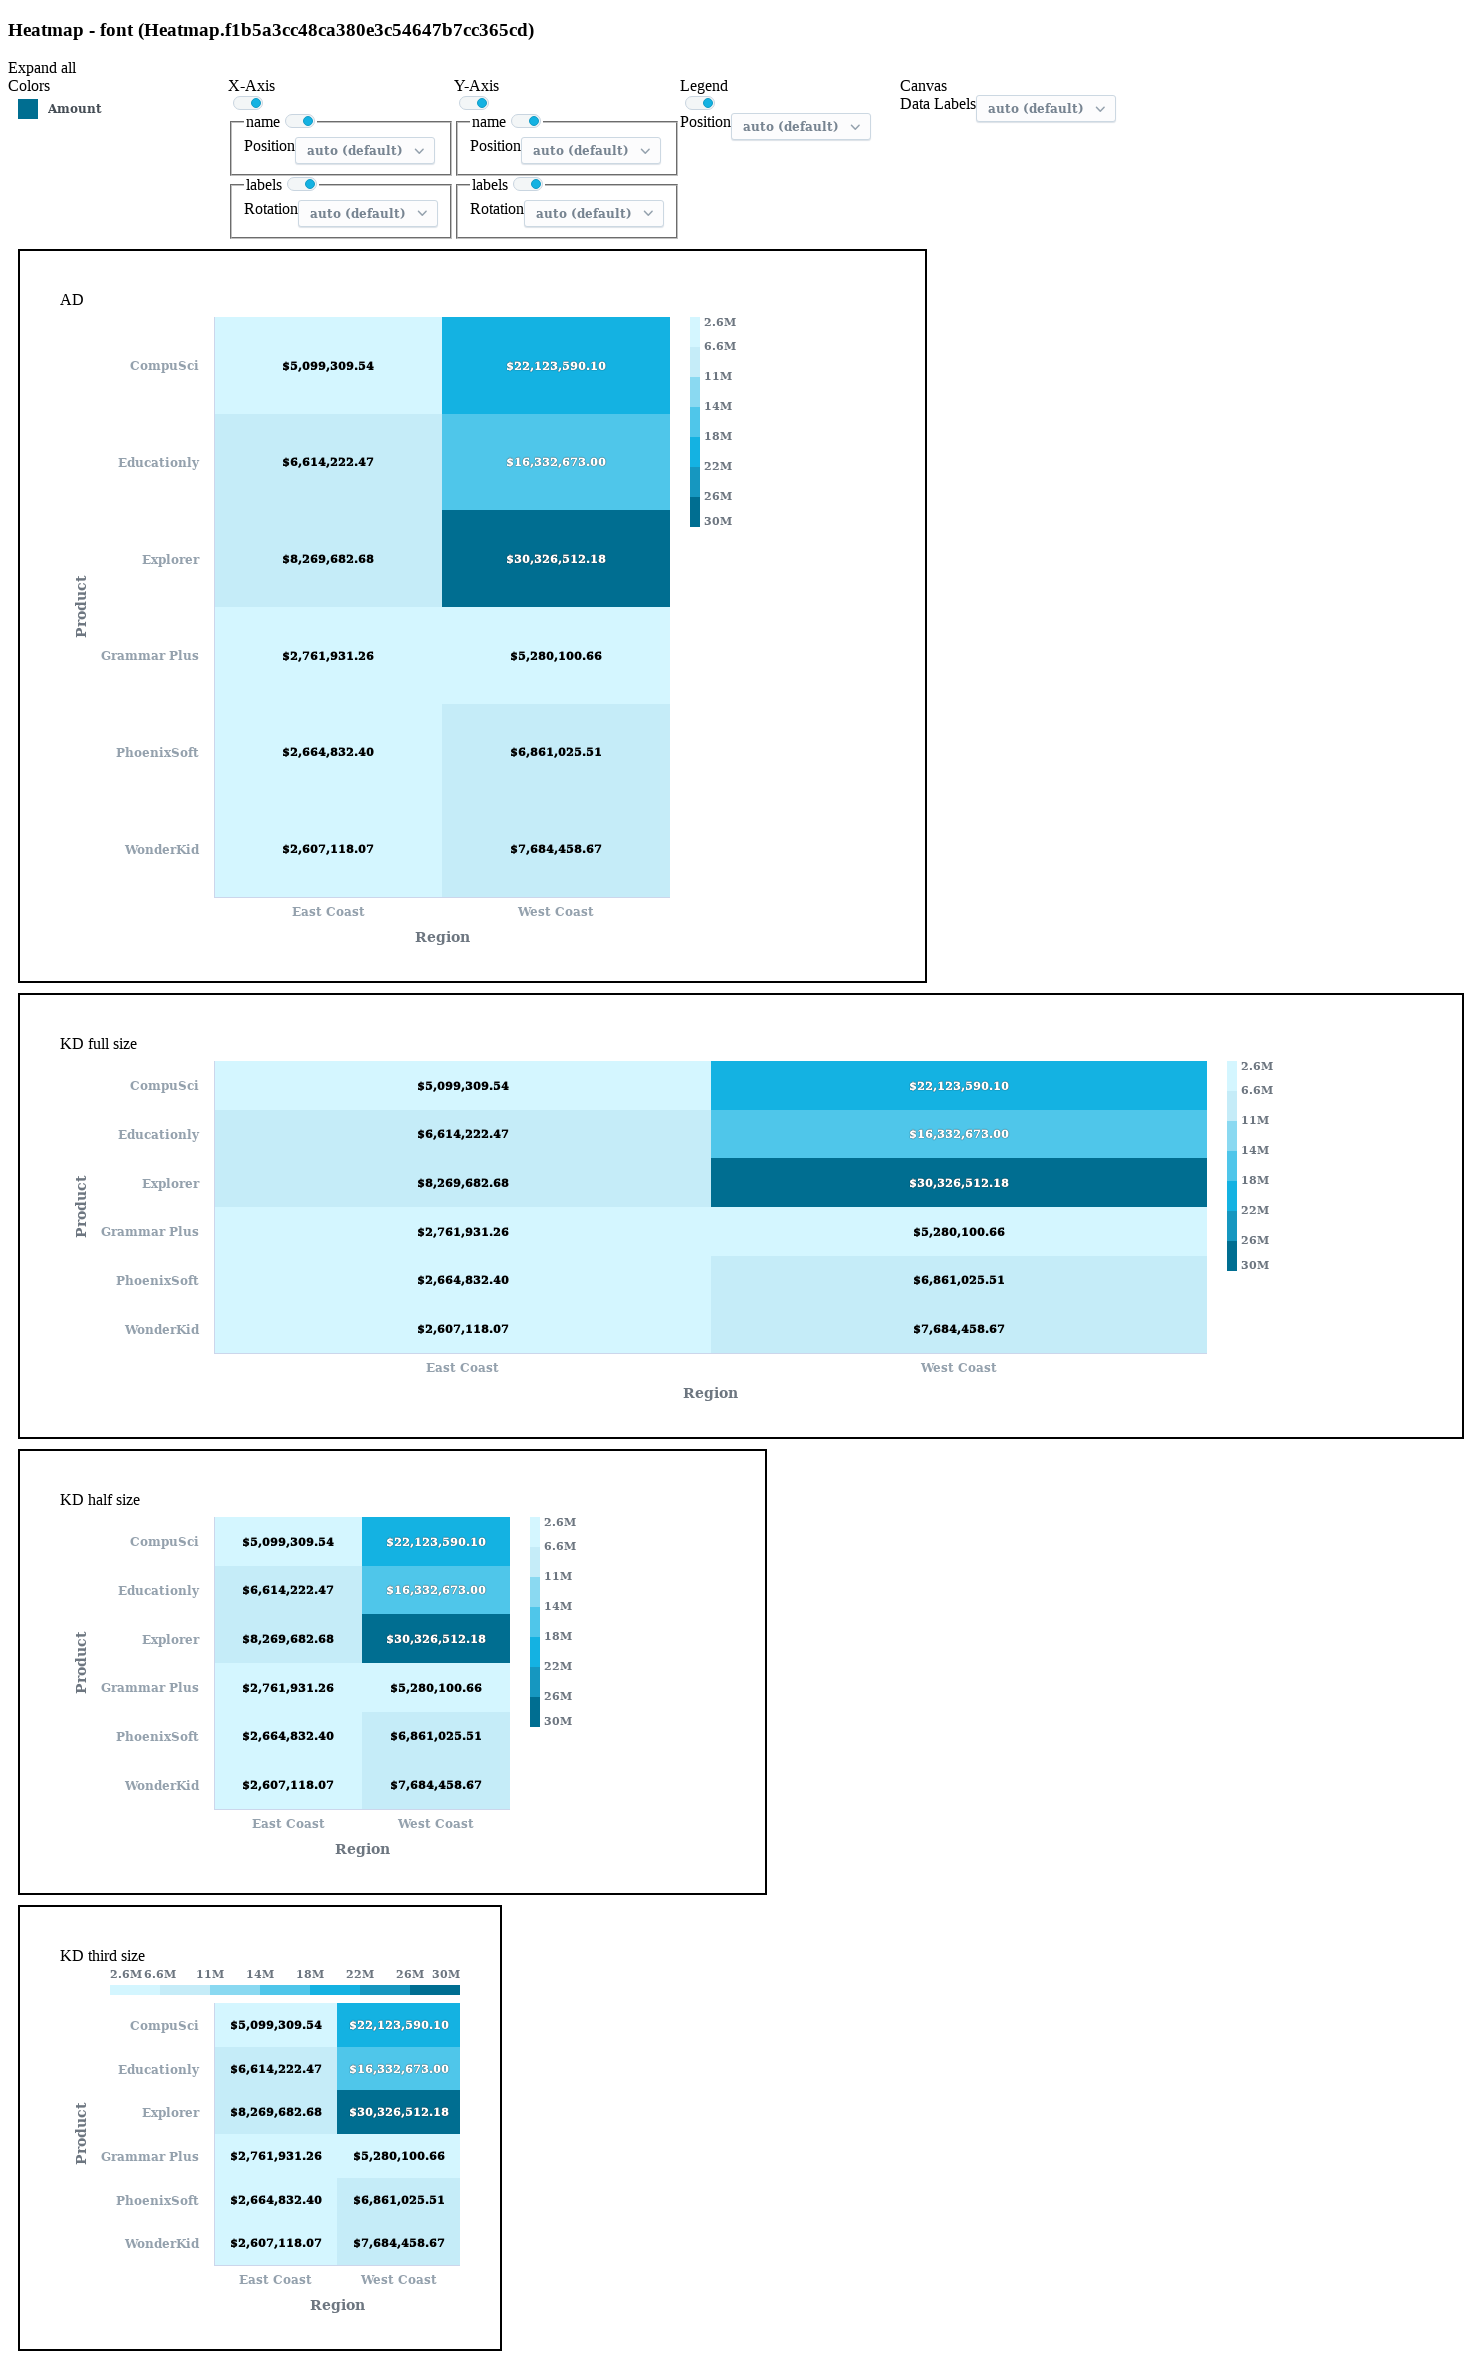 Heatmap - font (Heatmap.f1b5a3cc48ca380e3c54647b7cc365cd)
Expand all
Colors
Amount
X-Axis
name
Position auto (default)
labels
Rotation auto (default)
Y-Axis
name
Position auto (default)
labels
Rotation auto (default)
Legend
Position auto (default)
Canvas
Data Labels auto (default)
AD
CompuSci $5,099,309.54 $22,123,590.10
Educationly $6,614,222.47 $16,332,673.00
Explorer $8,269,682.68 $30,326,512.18
Grammar Plus $2,761,931.26 $5,280,100.66
PhoenixSoft $2,664,832.40 $6,861,025.51
WonderKid $2,607,118.07 $7,684,458.67
East Coast West Coast
Region
Product
2.6M
6.6M
11M
14M
18M
22M
26M
30M
KD full size
CompuSci $5,099,309.54 $22,123,590.10
Educationly $6,614,222.47 $16,332,673.00
Explorer $8,269,682.68 $30,326,512.18
Grammar Plus $2,761,931.26 $5,280,100.66
PhoenixSoft $2,664,832.40 $6,861,025.51
WonderKid $2,607,118.07 $7,684,458.67
East Coast West Coast
Region
Product
2.6M
6.6M
11M
14M
18M
22M
26M
30M
KD half size
CompuSci $5,099,309.54 $22,123,590.10
Educationly $6,614,222.47 $16,332,673.00
Explorer $8,269,682.68 $30,326,512.18
Grammar Plus $2,761,931.26 $5,280,100.66
PhoenixSoft $2,664,832.40 $6,861,025.51
WonderKid $2,607,118.07 $7,684,458.67
East Coast West Coast
Region
Product
2.6M
6.6M
11M
14M
18M
22M
26M
30M
KD third size
2.6M 6.6M 11M 14M 18M 22M 26M 30M
CompuSci $5,099,309.54 $22,123,590.10
Educationly $6,614,222.47 $16,332,673.00
Explorer $8,269,682.68 $30,326,512.18
Grammar Plus $2,761,931.26 $5,280,100.66
PhoenixSoft $2,664,832.40 $6,861,025.51
WonderKid $2,607,118.07 $7,684,458.67
East Coast West Coast
Region
Product